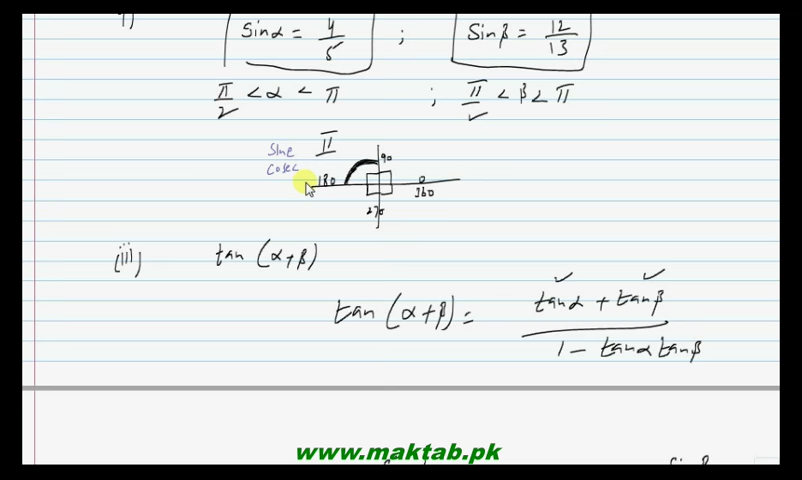 Sinα = 4/5 ; Sinβ = 12/13
π/2 < α < π ; π/2 < β < π
Sine II
Cosec
90
180 0
360
270
(iii) tan (α+β)
tan (α+β) = tanα + tanβ / 1 - tanα tanβ
www.maktab.pk